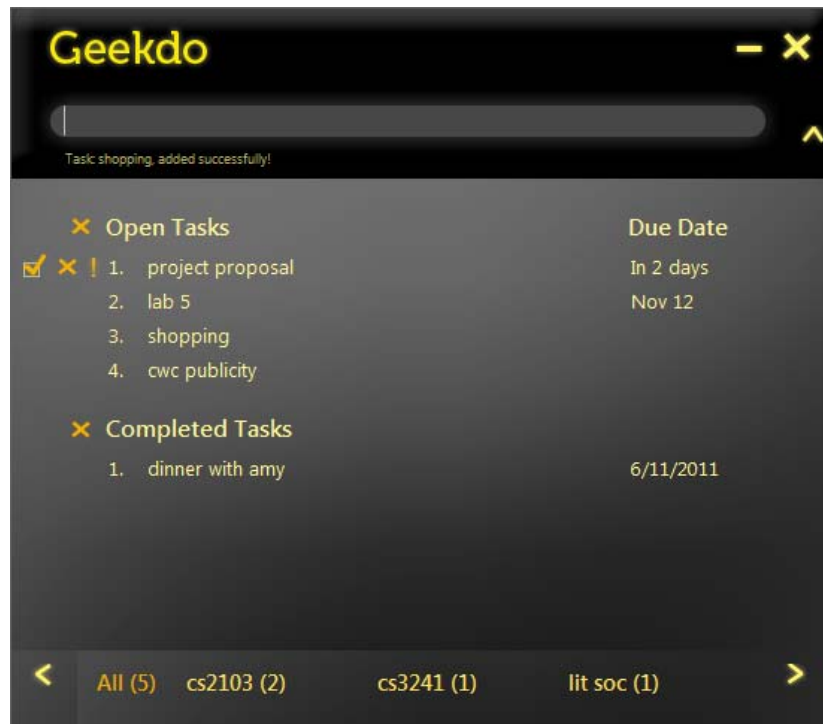 Geekdo
Task: shopping, added successfully!
Open Tasks Due Date
! 1. project proposal In 2 days
2. lab 5 Nov 12
3. shopping
4. cwc publicity
Completed Tasks
1. dinner with amy 6/11/2011
< All (5) cs2103 (2) cs3241 (1) lit soc (1) >